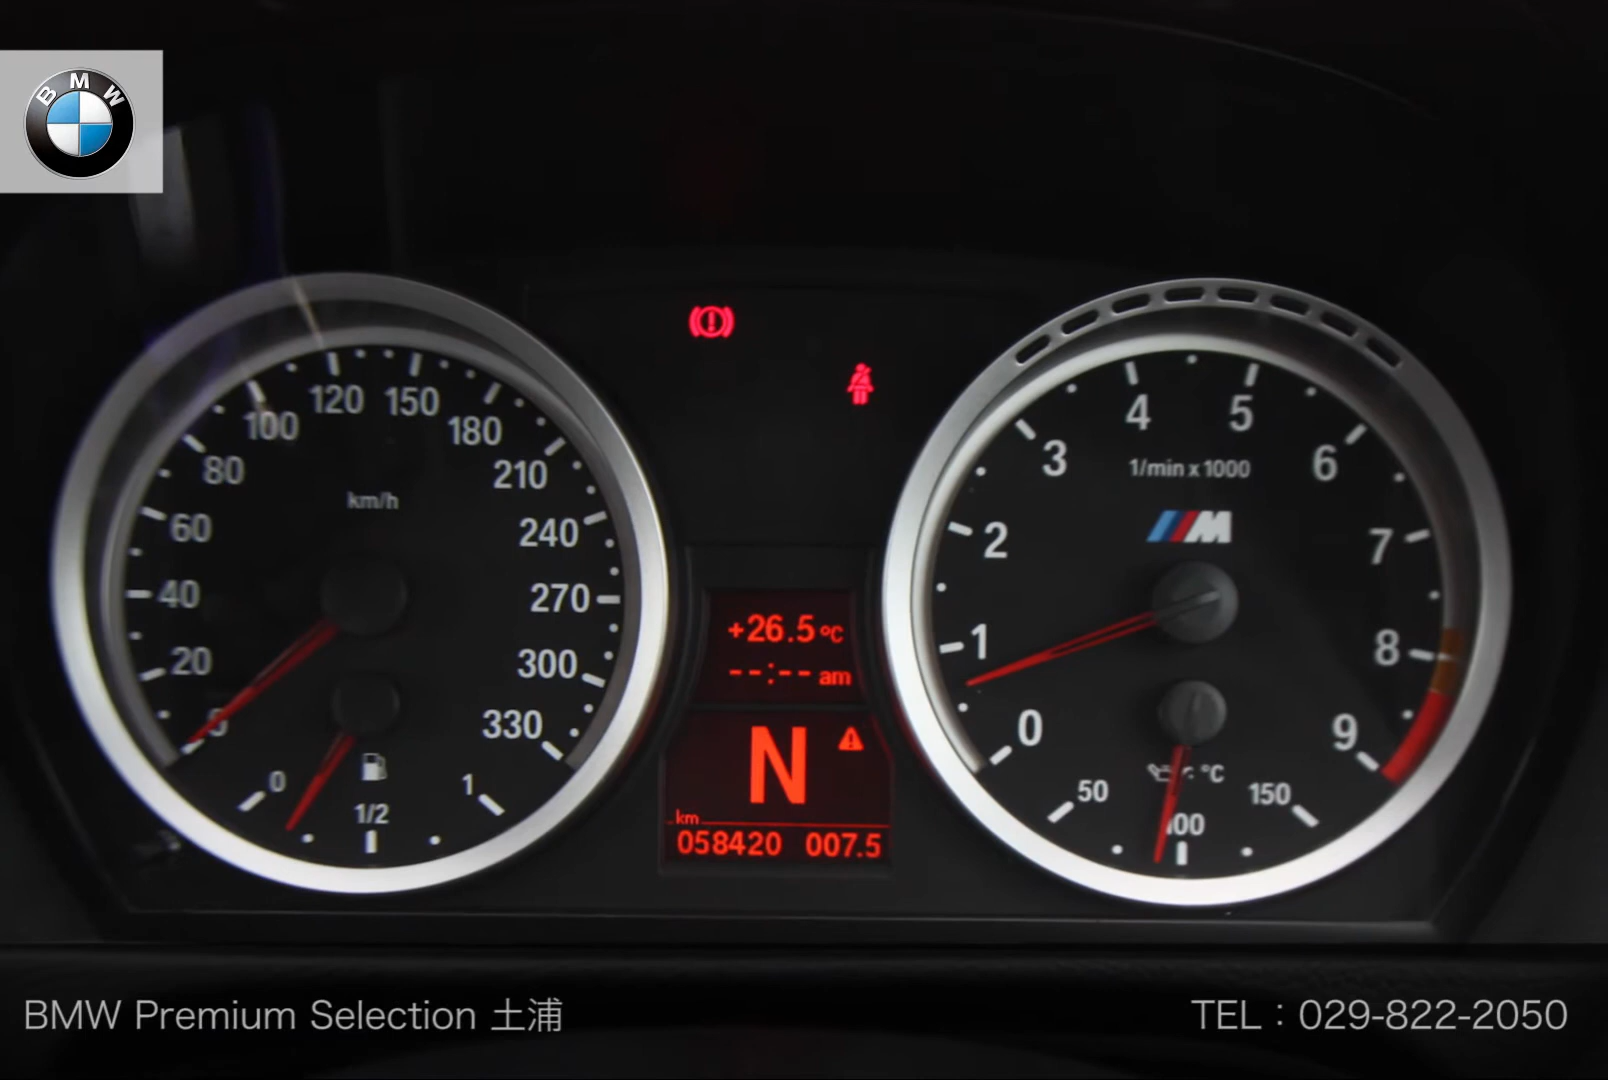 BMW
120 150
100 180
80 210
km/h
60 240
40 270
20 300
0 330
0 1
1/2
+26.5°C
--:-- am
N
km
058420 007.5
4 5
3 6
1/min x 1000
M
2 7
1 8
0 9
°C
50 150
100
BMW Premium Selection 土浦
TEL：029-822-2050